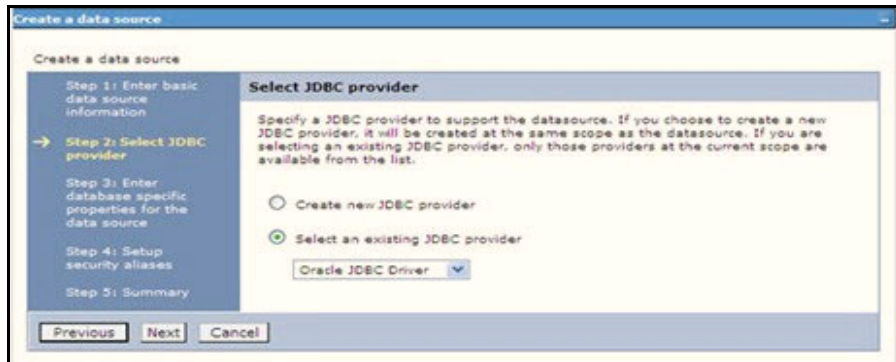 Create a data source
Create a data source
Step 1: Enter basic
data source
information
Step 2: Select JDBC
provider
Step 3: Enter
database specific
properties for the
data source
Step 4: Setup
security aliases
Step 5: Summary
Select JDBC provider
Specify a JDBC provider to support the datasource. If you choose to create a new
JDBC provider, it will be created at the same scope as the datasource. If you are
selecting an existing JDBC provider, only those providers at the current scope are
available from the list.
Create new JDBC provider
Select an existing JDBC provider
Oracle JDBC Driver
Previous Next Cancel